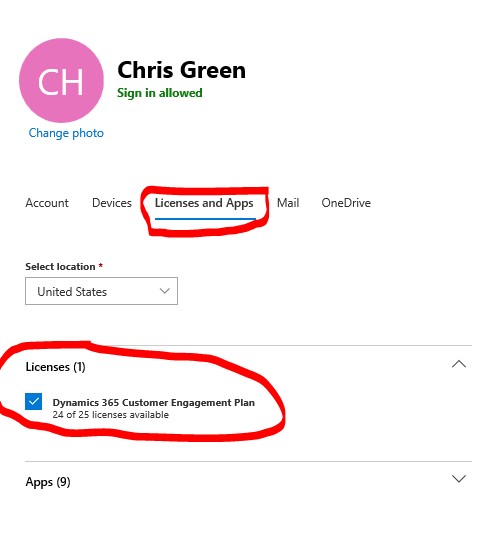 CH
Chris Green
Sign in allowed
Change photo
Account Devices Licenses and Apps Mail OneDrive
Select location *
United States
Licenses (1)
Dynamics 365 Customer Engagement Plan
24 of 25 licenses available
Apps (9)